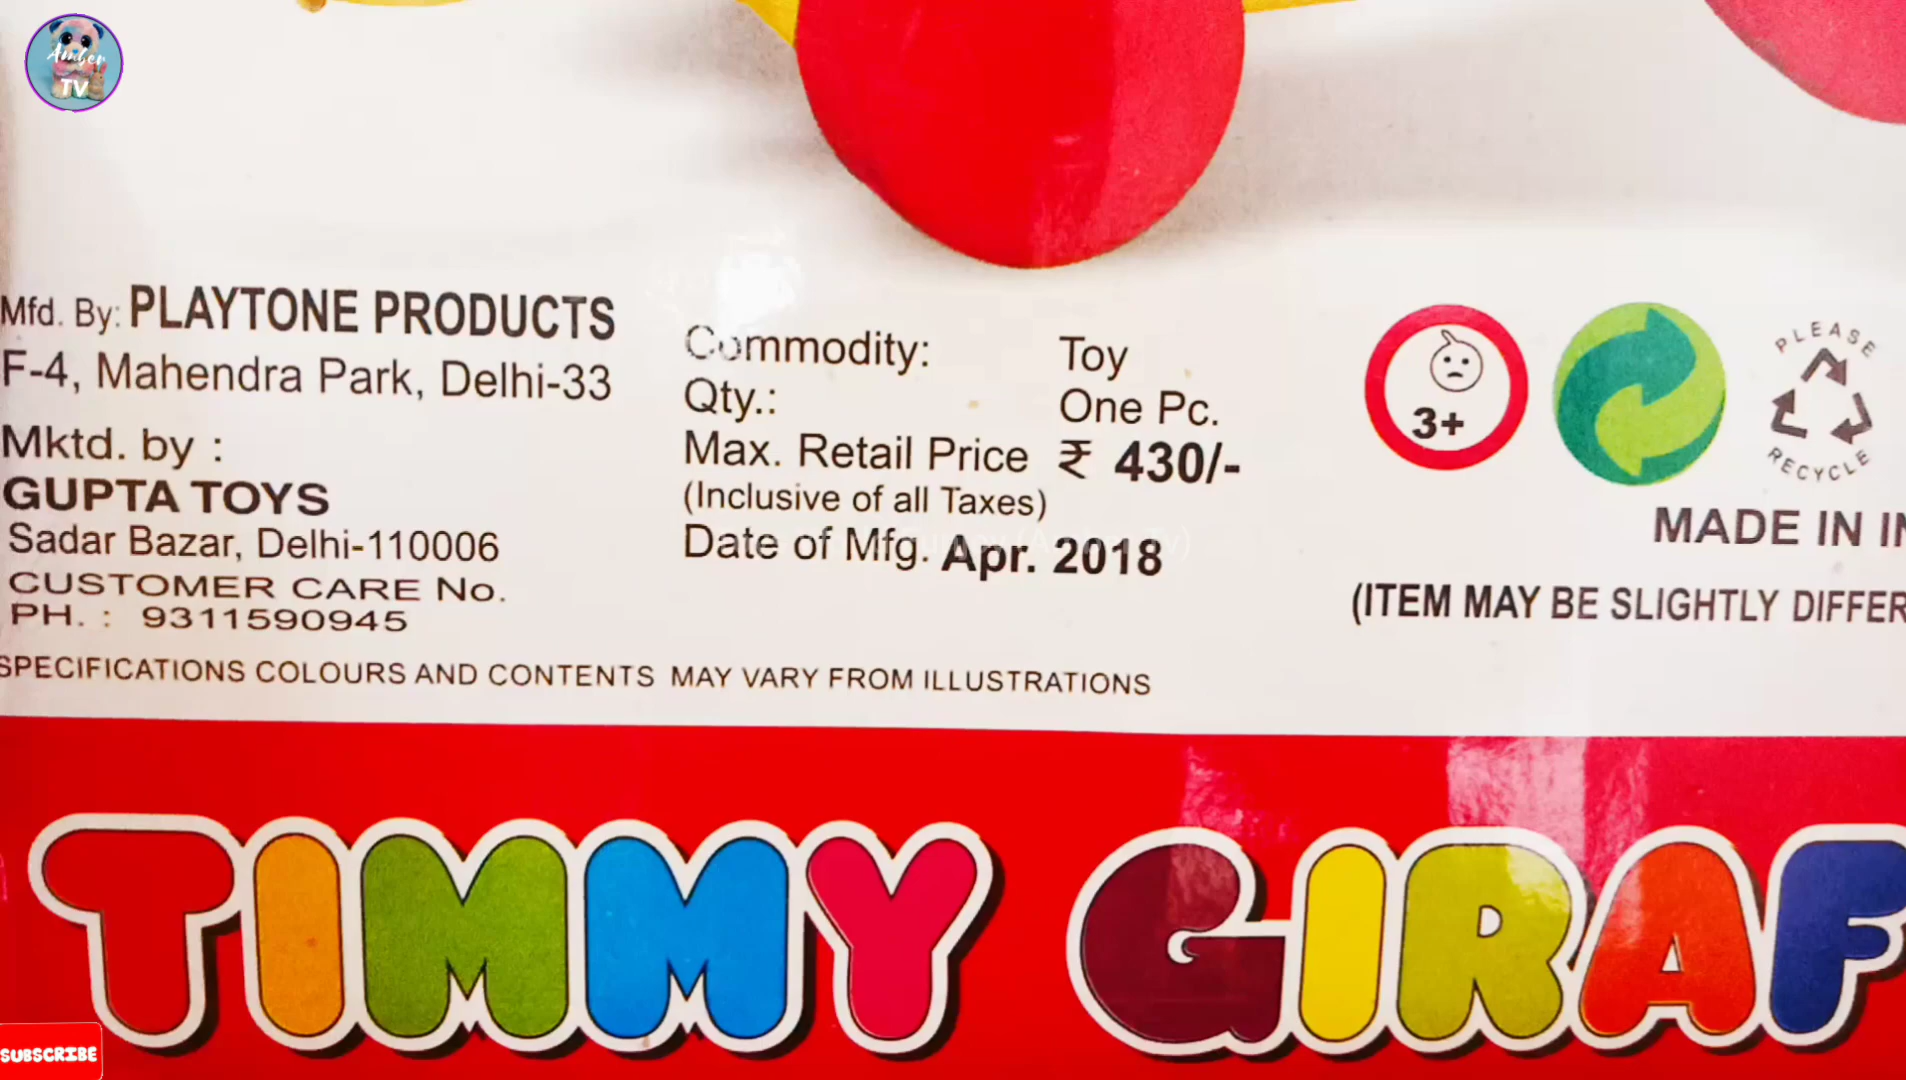 Amber
TV
Mfd. By: PLAYTONE PRODUCTS
F-4, Mahendra Park, Delhi-33
Mktd. by :
GUPTA TOYS
Sadar Bazar, Delhi-110006
CUSTOMER CARE No.
PH. : 9311590945
Commodity: Toy
Qty.: One Pc.
Max. Retail Price ₹ 430/-
(Inclusive of all Taxes)
Date of Mfg. Apr. 2018
3+
PLEASE
RECYCLE
MADE IN
(ITEM MAY BE SLIGHTLY DIFFER
SPECIFICATIONS COLOURS AND CONTENTS MAY VARY FROM ILLUSTRATIONS
TIMMY GIRAF
SUBSCRIBE